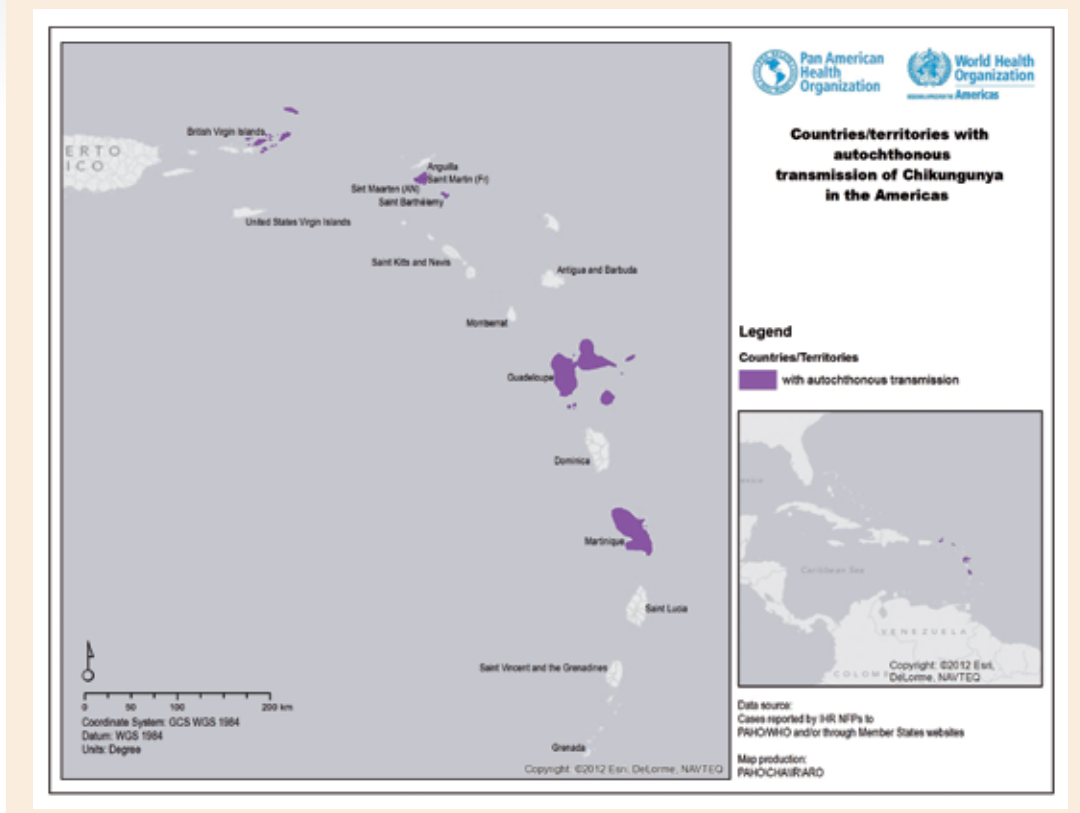 Pan American
Health
Organization
World Health
Organization
Americas
Countries/territories with
autochthonous
transmission of Chikungunya
in the Americas
British Virgin Islands
ERTO
ICO
Anguilla
Saint Martin (Fr)
Sint Maarten (AN)
Saint Barthélemy
United States Virgin Islands
Saint Kitts and Nevis
Antigua and Barbuda
Montserrat
Guadeloupe
Dominica
Martinique
Saint Lucia
Saint Vincent and the Grenadines
Grenada
0 50 100 200 km
Coordinate System: GCS WGS 1984
Datum: WGS 1984
Units: Degree
Copyright: ©2012 Esri, DeLorme, NAVTEQ
Legend
Countries/Territories
with autochthonous transmission
Caribbean Sea
VENEZUELA
COLOM
Copyright: ©2012 Esri,
DeLorme, NAVTEQ
Data source:
Cases reported by IHR NFPs to
PAHO/WHO and/or through Member States websites
Map production:
PAHO\CHA\IR\ARO